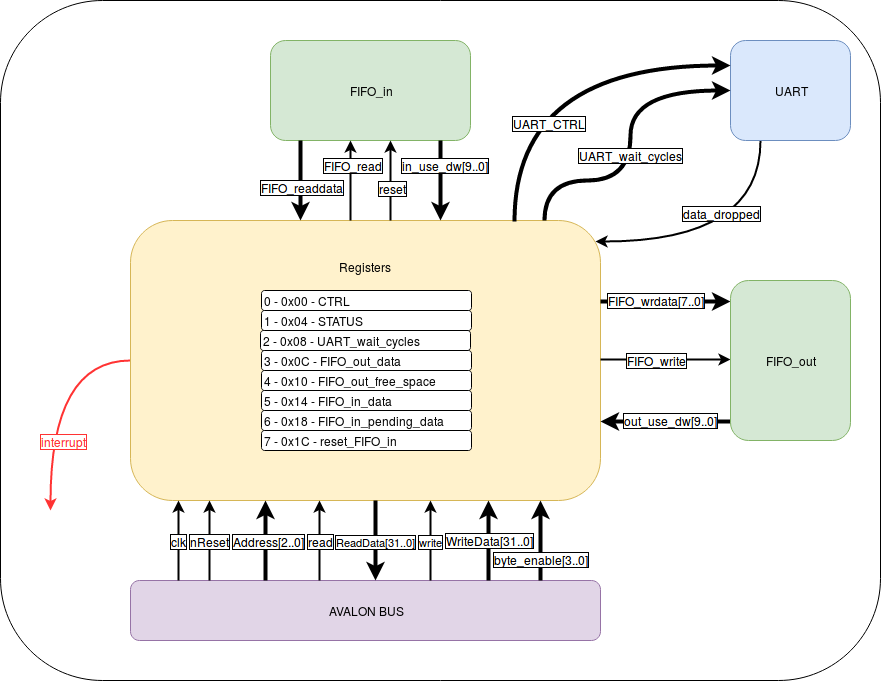 FIFO_in
UART
UART_CTRL
UART_wait_cycles
FIFO_readdata
FIFO_read
reset
in_use_dw[9..0]
data_dropped
Registers
0 - 0x00 - CTRL
1 - 0x04 - STATUS
2 - 0x08 - UART_wait_cycles
3 - 0x0C - FIFO_out_data
4 - 0x10 - FIFO_out_free_space
5 - 0x14 - FIFO_in_data
6 - 0x18 - FIFO_in_pending_data
7 - 0x1C - reset_FIFO_in
FIFO_wrdata[7..0]
FIFO_write
out_use_dw[9..0]
FIFO_out
interrupt
clk
nReset
Address[2..0]
read
ReadData[31..0]
write
WriteData[31..0]
byte_enable[3..0]
AVALON BUS